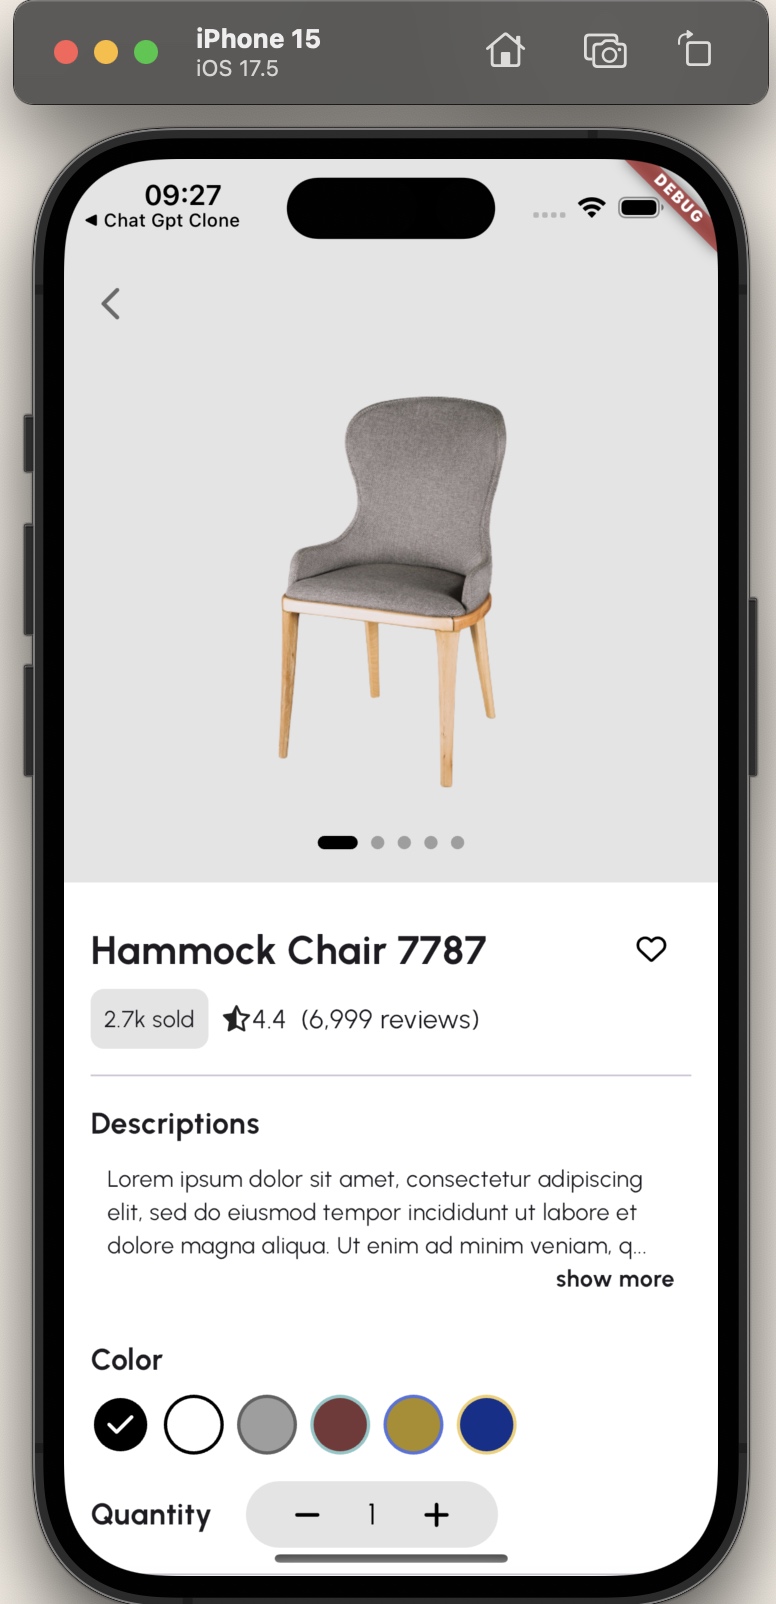 iPhone 15
iOS 17.5
09:27
◀ Chat Gpt Clone
DEBUG
Hammock Chair 7787
2.7k sold
4.4 (6,999 reviews)
Descriptions
Lorem ipsum dolor sit amet, consectetur adipiscing
elit, sed do eiusmod tempor incididunt ut labore et
dolore magna aliqua. Ut enim ad minim veniam, q...
show more
Color
Quantity
1